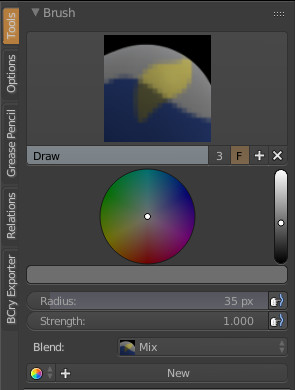 Tools
Options
Grease Pencil
Relations
BCry Exporter
Brush
Draw 3 F
Radius: 35 px
Strength: 1.000
Blend: Mix
New